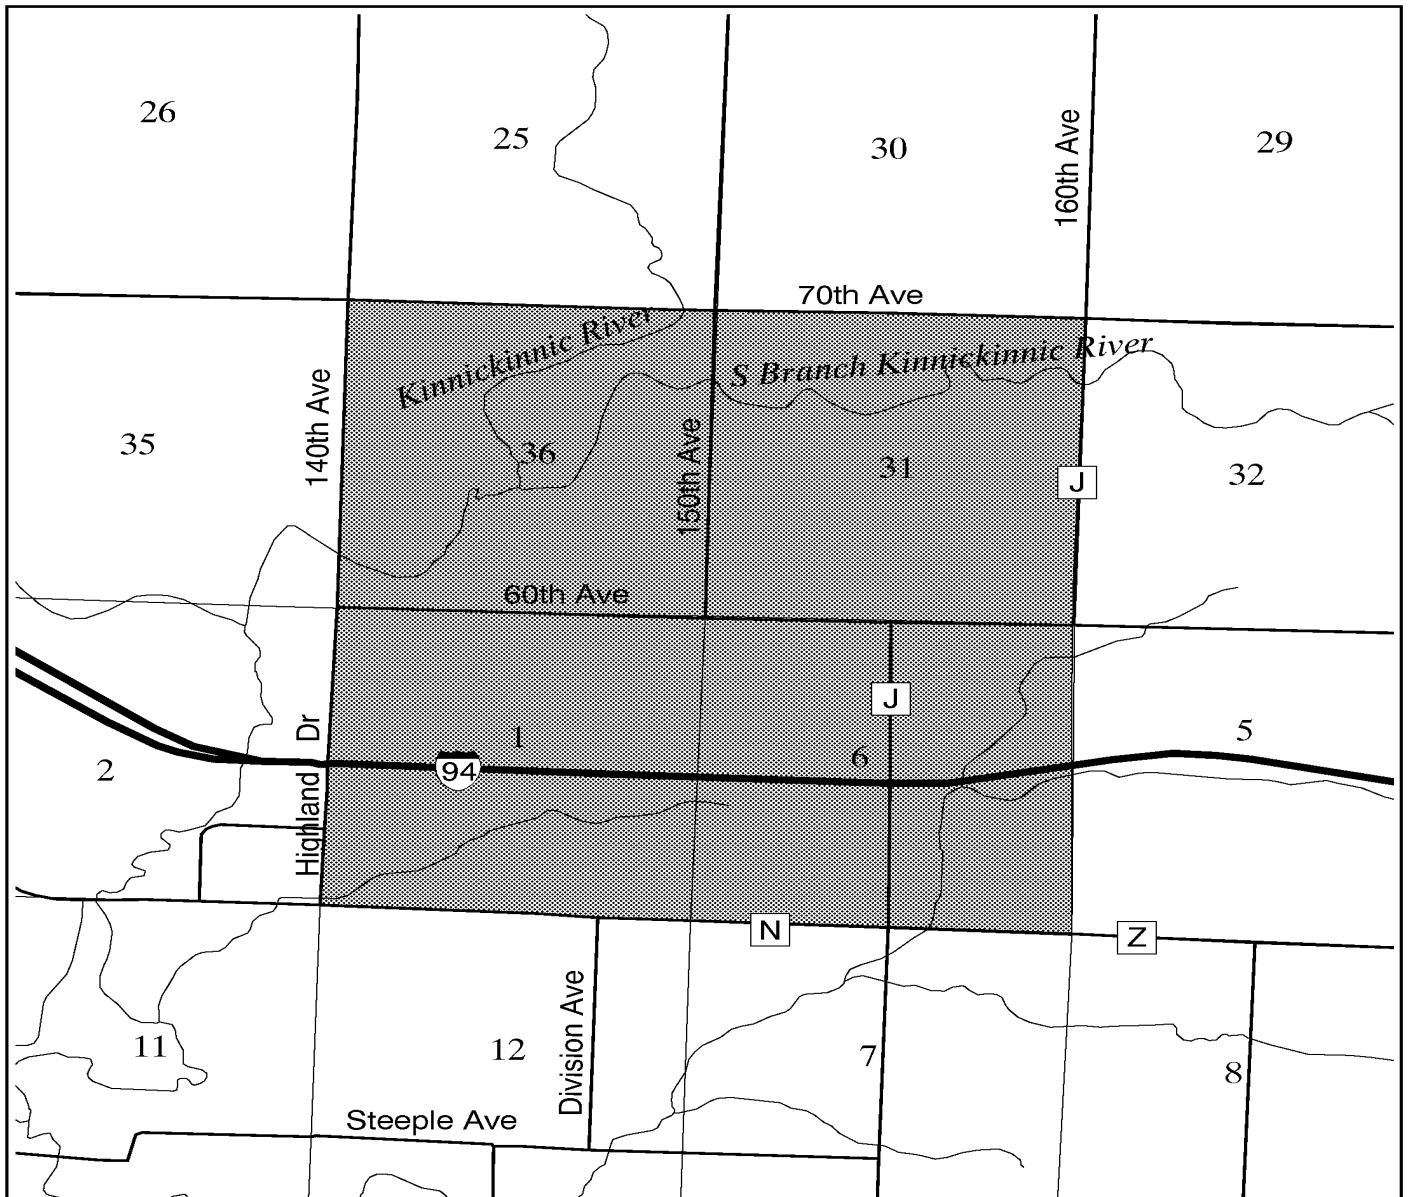 26
25
30
29
160th Ave
70th Ave
Kinnickinnic River
S Branch Kinnickinnic River
140th Ave
35
36
150th Ave
31
J
32
60th Ave
J
Highland Dr
1
5
2
94
6
N
Z
Division Ave
11
12
7
8
Steeple Ave